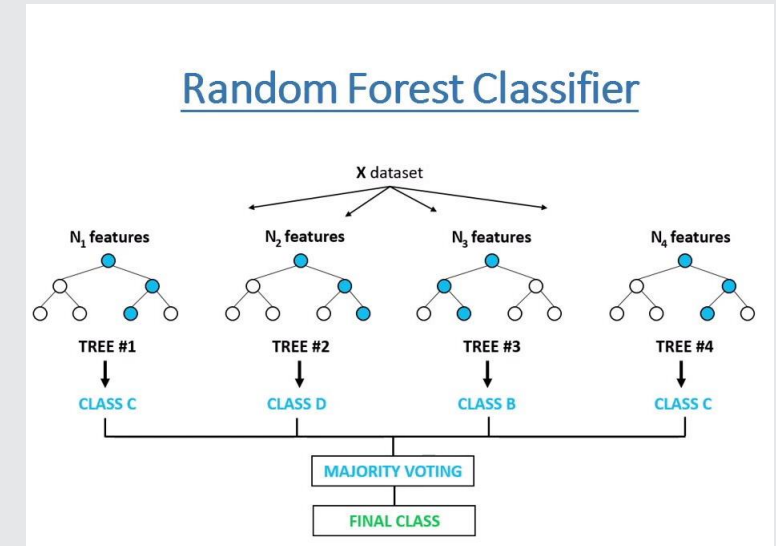 Random Forest Classifier
X dataset
N₁ features
N₂ features
N₃ features
N₄ features
TREE #1
TREE #2
TREE #3
TREE #4
CLASS C
CLASS D
CLASS B
CLASS C
MAJORITY VOTING
FINAL CLASS